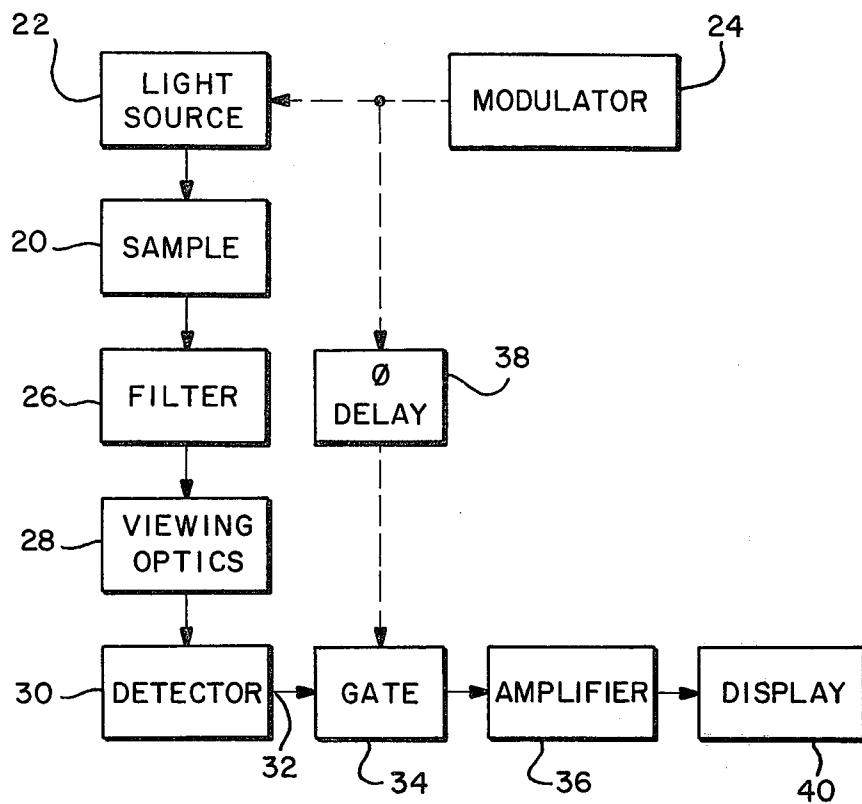 22
LIGHT
SOURCE
24
MODULATOR
20
SAMPLE
26
FILTER
Ø
DELAY
38
28
VIEWING
OPTICS
30
DETECTOR
32
GATE
34
AMPLIFIER
36
DISPLAY
40